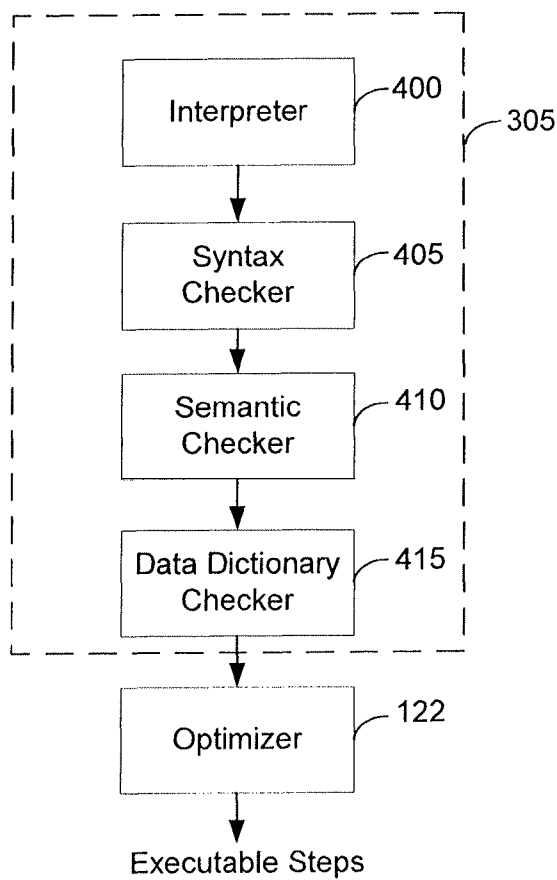 Interpreter
400
305
Syntax
Checker
405
Semantic
Checker
410
Data Dictionary
Checker
415
Optimizer
122
Executable Steps